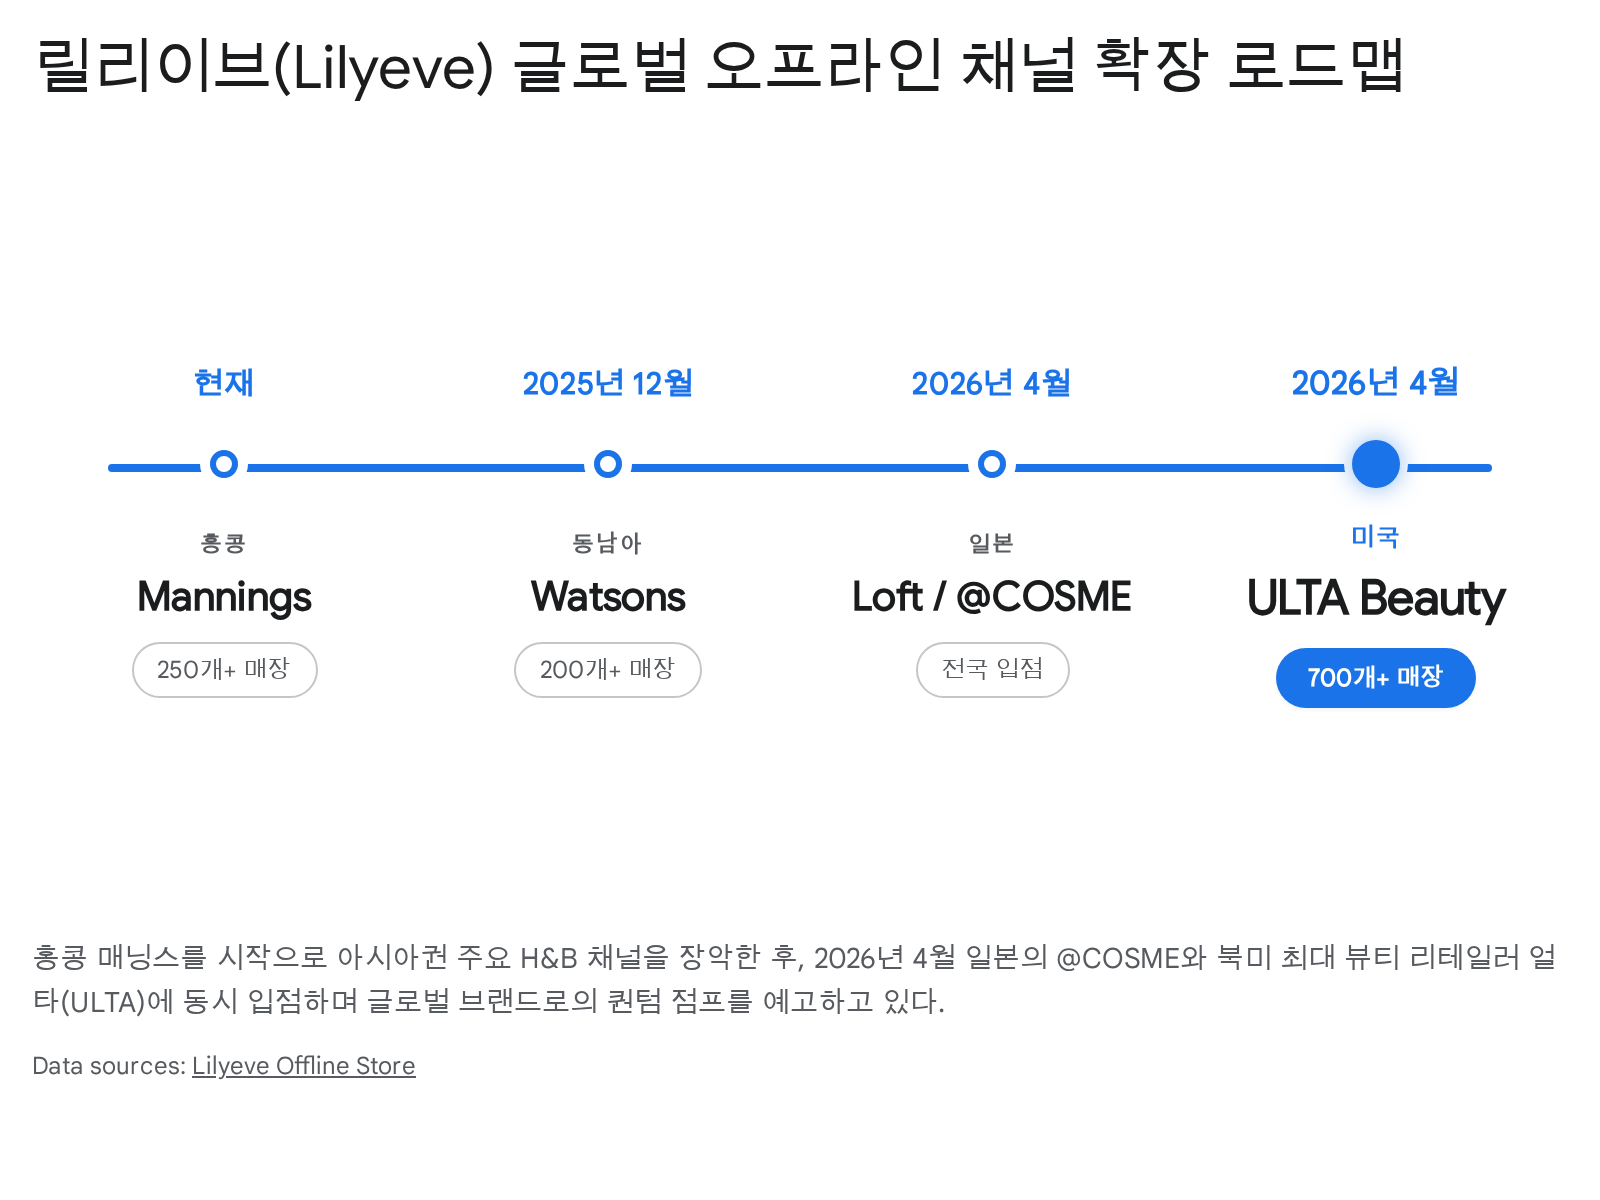 릴리이브(Lilyeve) 글로벌 오프라인 채널 확장 로드맵
현재
2025년 12월
2026년 4월
2026년 4월
홍콩
동남아
일본
미국
Mannings
Watsons
Loft / @COSME
ULTA Beauty
250개+ 매장
200개+ 매장
전국 입점
700개+ 매장
홍콩 매닝스를 시작으로 아시아권 주요 H&B 채널을 장악한 후, 2026년 4월 일본의 @COSME와 북미 최대 뷰티 리테일러 얼
타(ULTA)에 동시 입점하며 글로벌 브랜드로의 퀀텀 점프를 예고하고 있다.
Data sources: Lilyeve Offline Store